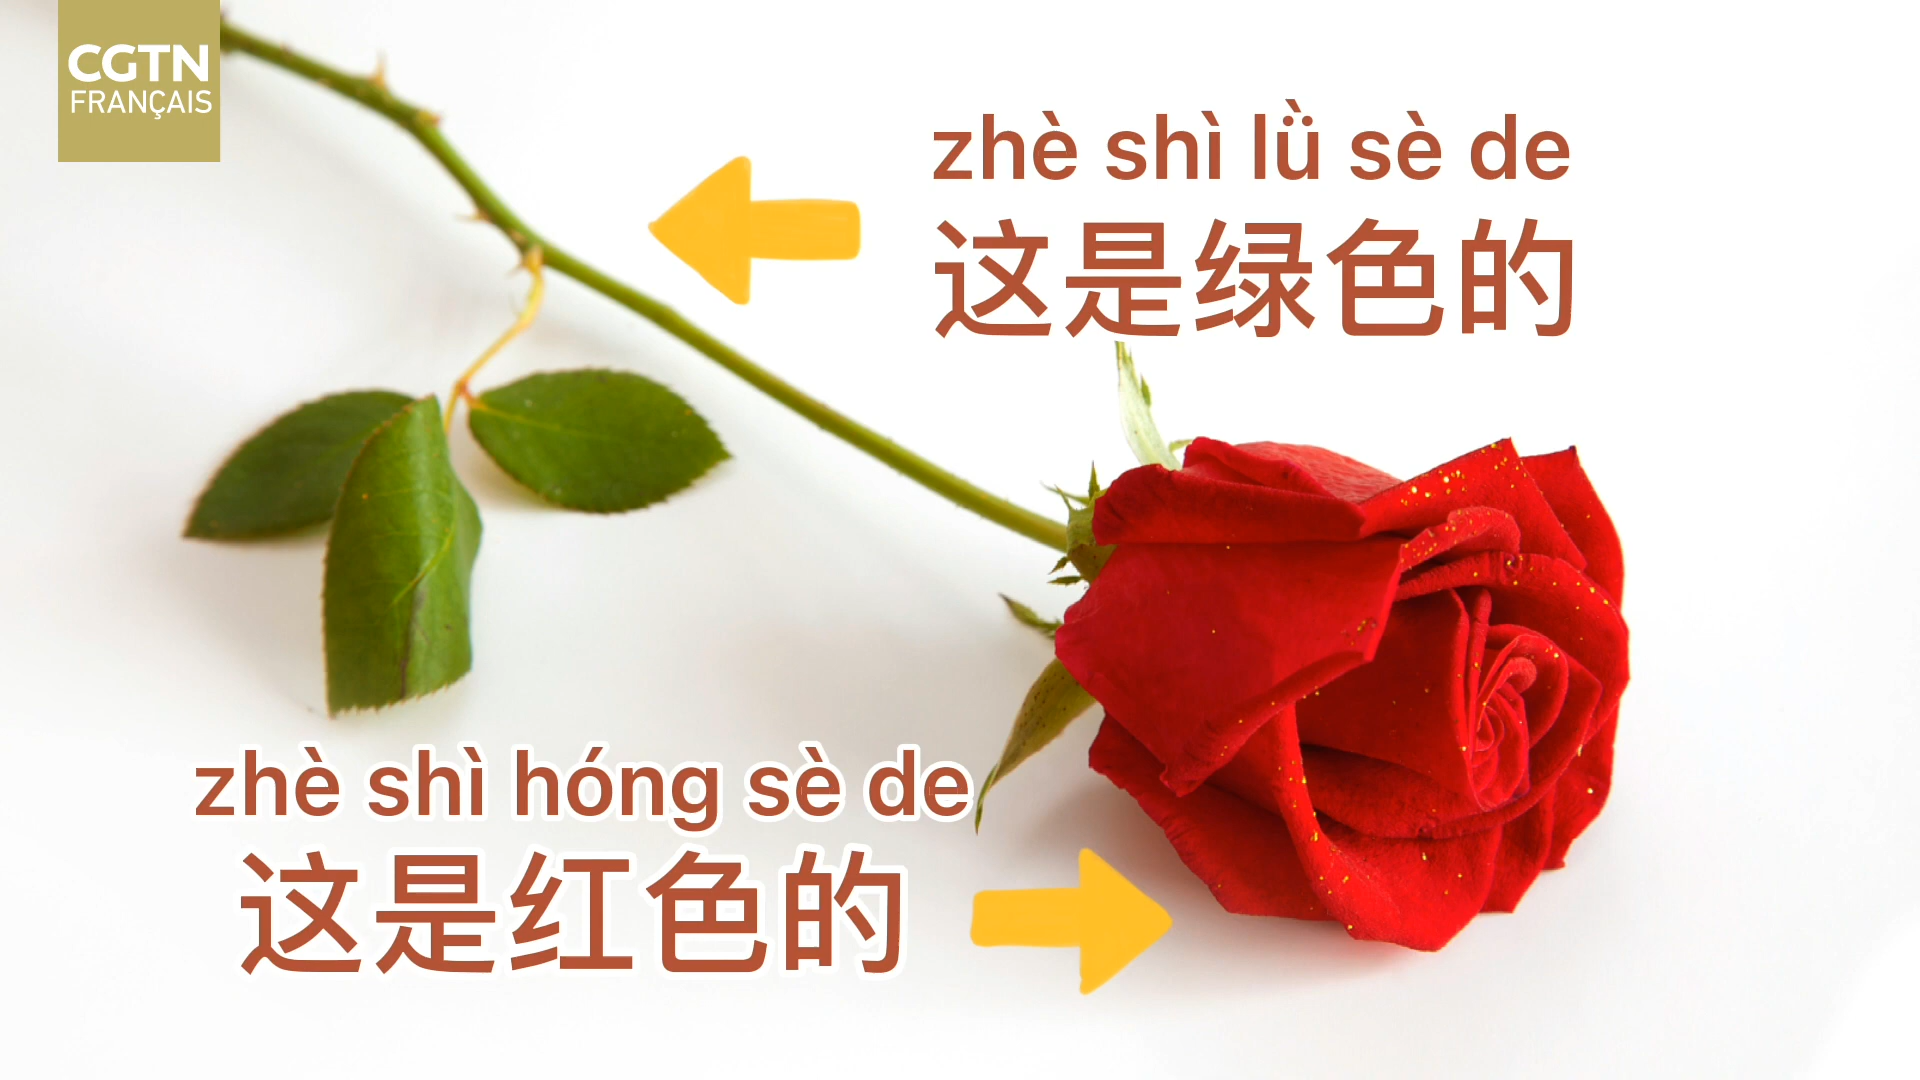 CGTN
FRANÇAIS
zhè shì lǜ sè de
这是绿色的
zhè shì hóng sè de
这是红色的